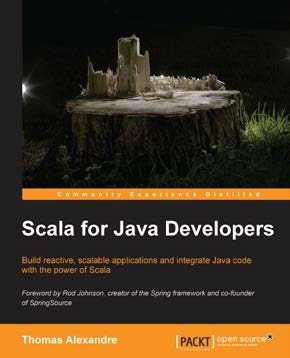 Community Experience Distilled
Scala for Java Developers
Build reactive, scalable applications and integrate Java code
with the power of Scala
Foreword by Rod Johnson, creator of the Spring framework and co-founder
of SpringSource
Thomas Alexandre
[PACKT] open source*
PUBLISHING